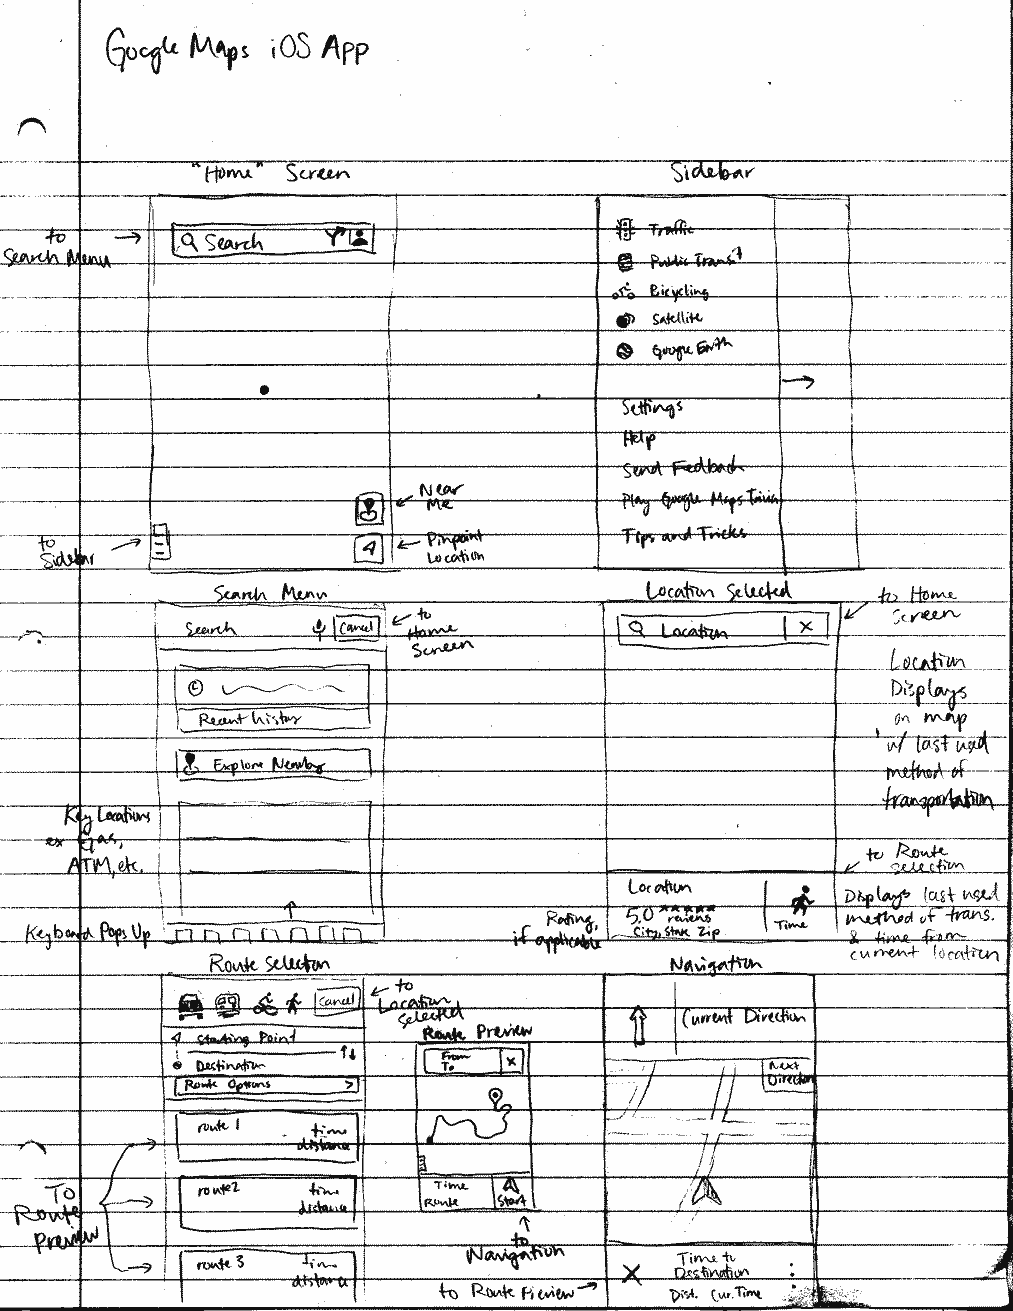 Google Maps iOS App
"Home" Screen
to
Search Menu
Search
Near
Me
Pinpoint
Location
to
Sidebar
Sidebar
Traffic
Public Transit
Bicycling
Satellite
Google Earth
Settings
Help
Send Fedback
Play Google Maps Trivia
Tips and Tricks
Search Menu
Search
Cancel
to
Home
Screen
Recent history
Explore Nearby
Key Locations
ex Gas,
ATM, etc.
Keyboard Pops Up
Location Selected
Location
X
to Home
Screen
Location
Displays
on map
w/ last used
method of
transportation
to Route
selection
Location
5.0 ★★★★★
reviews
City, State Zip
Time
Rating,
if applicable
Displays last used
method of trans.
& time from
current location
Route Selection
Cancel
to
Location
selected
Starting Point
Destination
Route Options >
route 1
time
distance
route 2
time
distance
route 3
time
distance
To
Route
Preview
Route Preview
From
To
X
Time
Route
Start
to
Navigation
Navigation
Current Direction
Next
Direction
X
Time to
Destination
Dist. Cur. Time
to Route Preview